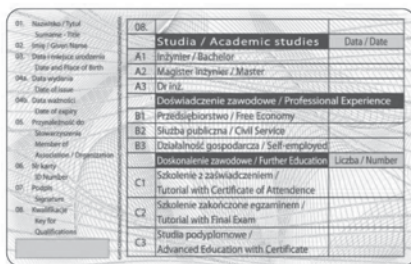 01. Nazwisko / Tytuł
Surname - Title
02. Imię / Given Name
03. Data i miejsce urodzenia
Date and Place of Birth
04a. Data wydania
Date of issue
04b. Data ważności
Date of expiry
05. Przynależność do
Stowarzyszenia
Member of
Association / Organization
06. Nr karty
ID Number
07. Podpis
Signature
08. Kwalifikacje
Key for
Qualifications
08.
Studia / Academic studies Data / Date
A1 Inżynier / Bachelor
A2 Magister inżynier / Master
A3 Dr inż.
Doświadczenie zawodowe / Professional Experience
B1 Przedsiębiorstwo / Free Economy
B2 Służba publiczna / Civil Service
B3 Działalność gospodarcza / Self-employed
Doskonalenie zawodowe / Further Education Liczba / Number
C1 Szkolenie z zaświadczeniem /
Tutorial with Certificate of Attendence
C2 Szkolenie zakończone egzaminem /
Tutorial with Final Exam
C3 Studia podyplomowe /
Advanced Education with Certificate